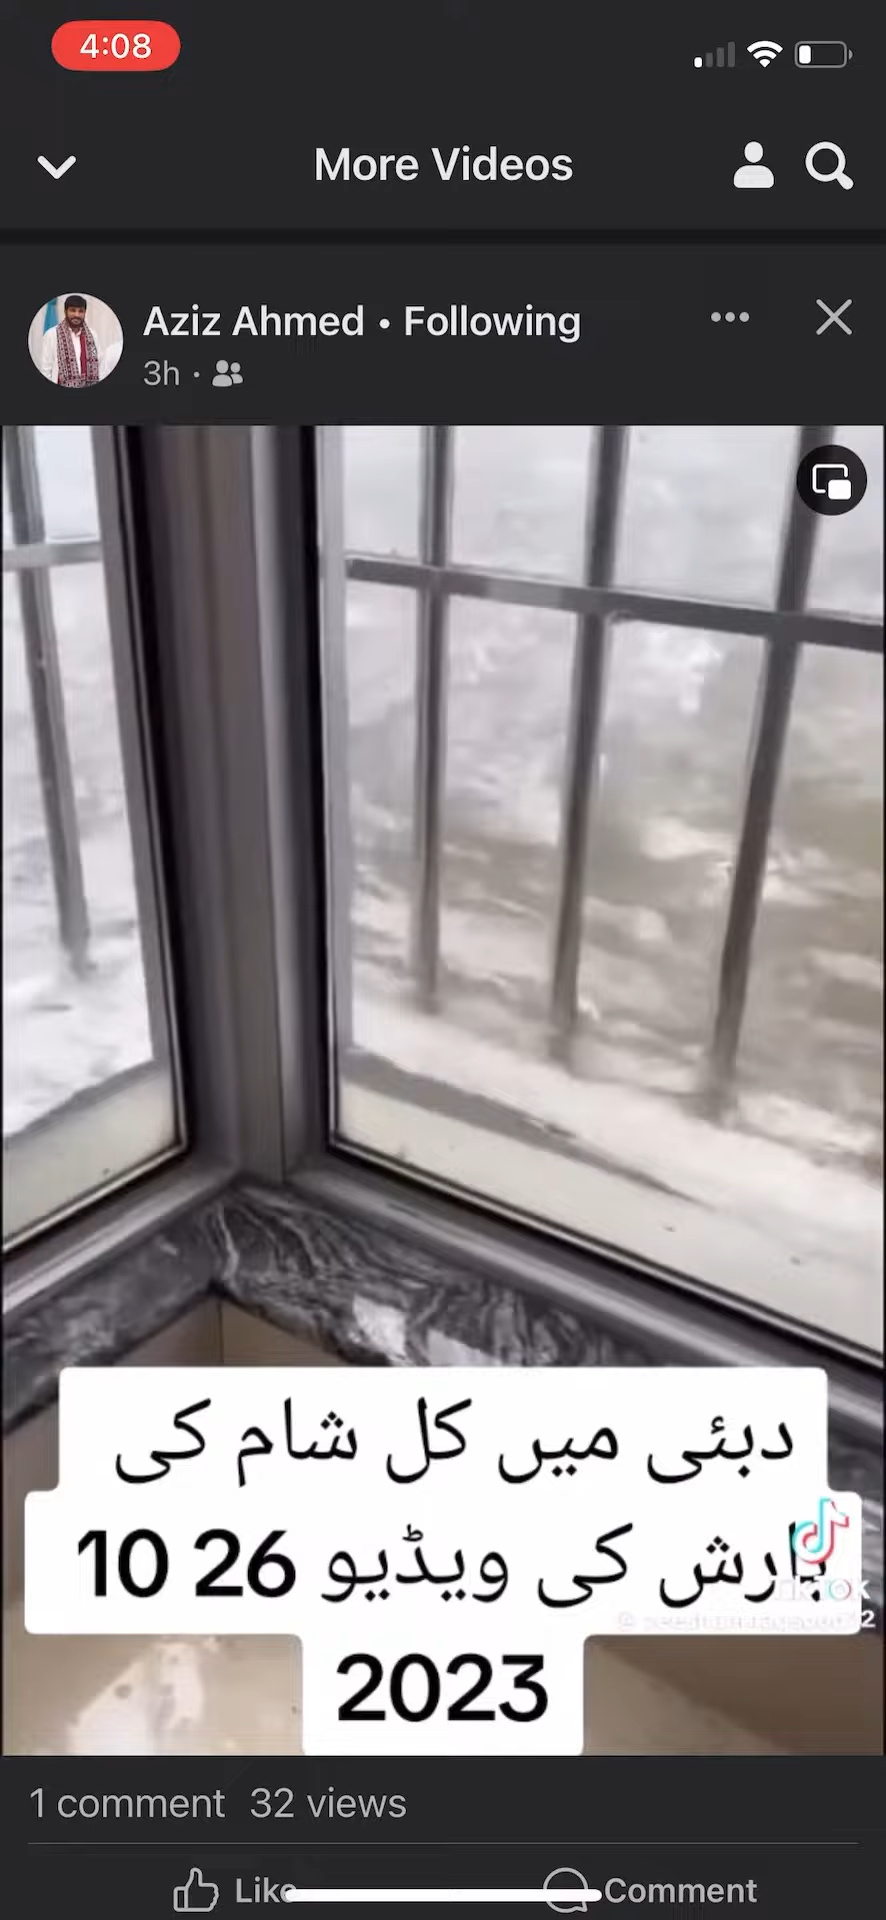 4:08
More Videos
Aziz Ahmed • Following
3h
دبئی میں کل شام کی
بارش کی ویڈیو 26 10
2023
TikTok
1 comment 32 views
Like Comment